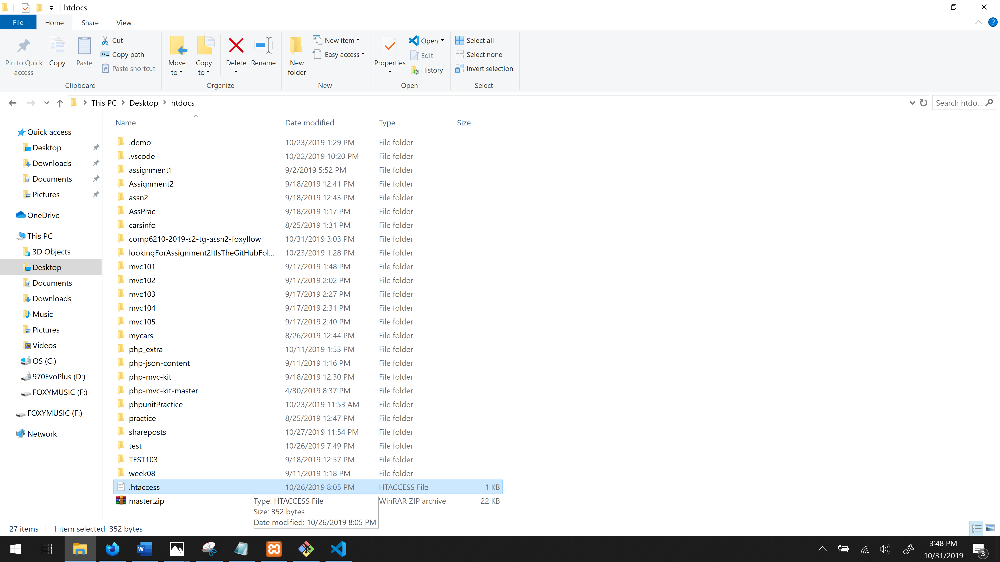 htdocs
File Home Share View
Pin to Quick access
Copy
Paste
Cut
Copy path
Paste shortcut
Clipboard
Move to
Copy to
Delete
Rename
Organize
New folder
New item
Easy access
New
Properties
Open
Edit
History
Open
Select all
Select none
Invert selection
Select
This PC Desktop htdocs
Search htdo...
Quick access
Desktop
Downloads
Documents
Pictures
OneDrive
This PC
3D Objects
Desktop
Documents
Downloads
Music
Pictures
Videos
OS (C:)
970EvoPlus (D:)
FOXYMUSIC (F:)
FOXYMUSIC (F:)
Network
Name Date modified Type Size
.demo 10/23/2019 1:29 PM File folder
.vscode 10/22/2019 10:20 PM File folder
assignment1 9/2/2019 5:52 PM File folder
Assignment2 9/18/2019 12:41 PM File folder
assn2 9/18/2019 12:43 PM File folder
AssPrac 9/18/2019 1:17 PM File folder
carsinfo 8/25/2019 1:31 PM File folder
comp6210-2019-s2-tg-assn2-foxyflow 10/31/2019 3:03 PM File folder
lookingForAssignment2ItIsTheGitHubFol... 10/23/2019 1:28 PM File folder
mvc101 9/17/2019 1:48 PM File folder
mvc102 9/17/2019 2:02 PM File folder
mvc103 9/17/2019 2:27 PM File folder
mvc104 9/17/2019 2:31 PM File folder
mvc105 9/17/2019 2:40 PM File folder
mycars 8/26/2019 12:44 PM File folder
php_extra 10/11/2019 1:53 PM File folder
php-json-content 9/11/2019 1:16 PM File folder
php-mvc-kit 9/18/2019 12:30 PM File folder
php-mvc-kit-master 4/30/2019 8:37 PM File folder
phpunitPractice 10/23/2019 11:53 AM File folder
practice 8/25/2019 12:47 PM File folder
shareposts 10/27/2019 11:54 PM File folder
test 10/26/2019 7:49 PM File folder
TEST103 9/18/2019 12:57 PM File folder
week08 9/11/2019 1:18 PM File folder
.htaccess 10/26/2019 8:05 PM HTACCESS File 1 KB
master.zip WinRAR ZIP archive 22 KB
Type: HTACCESS File
Size: 352 bytes
Date modified: 10/26/2019 8:05 PM
27 items 1 item selected 352 bytes
3:48 PM
10/31/2019
3